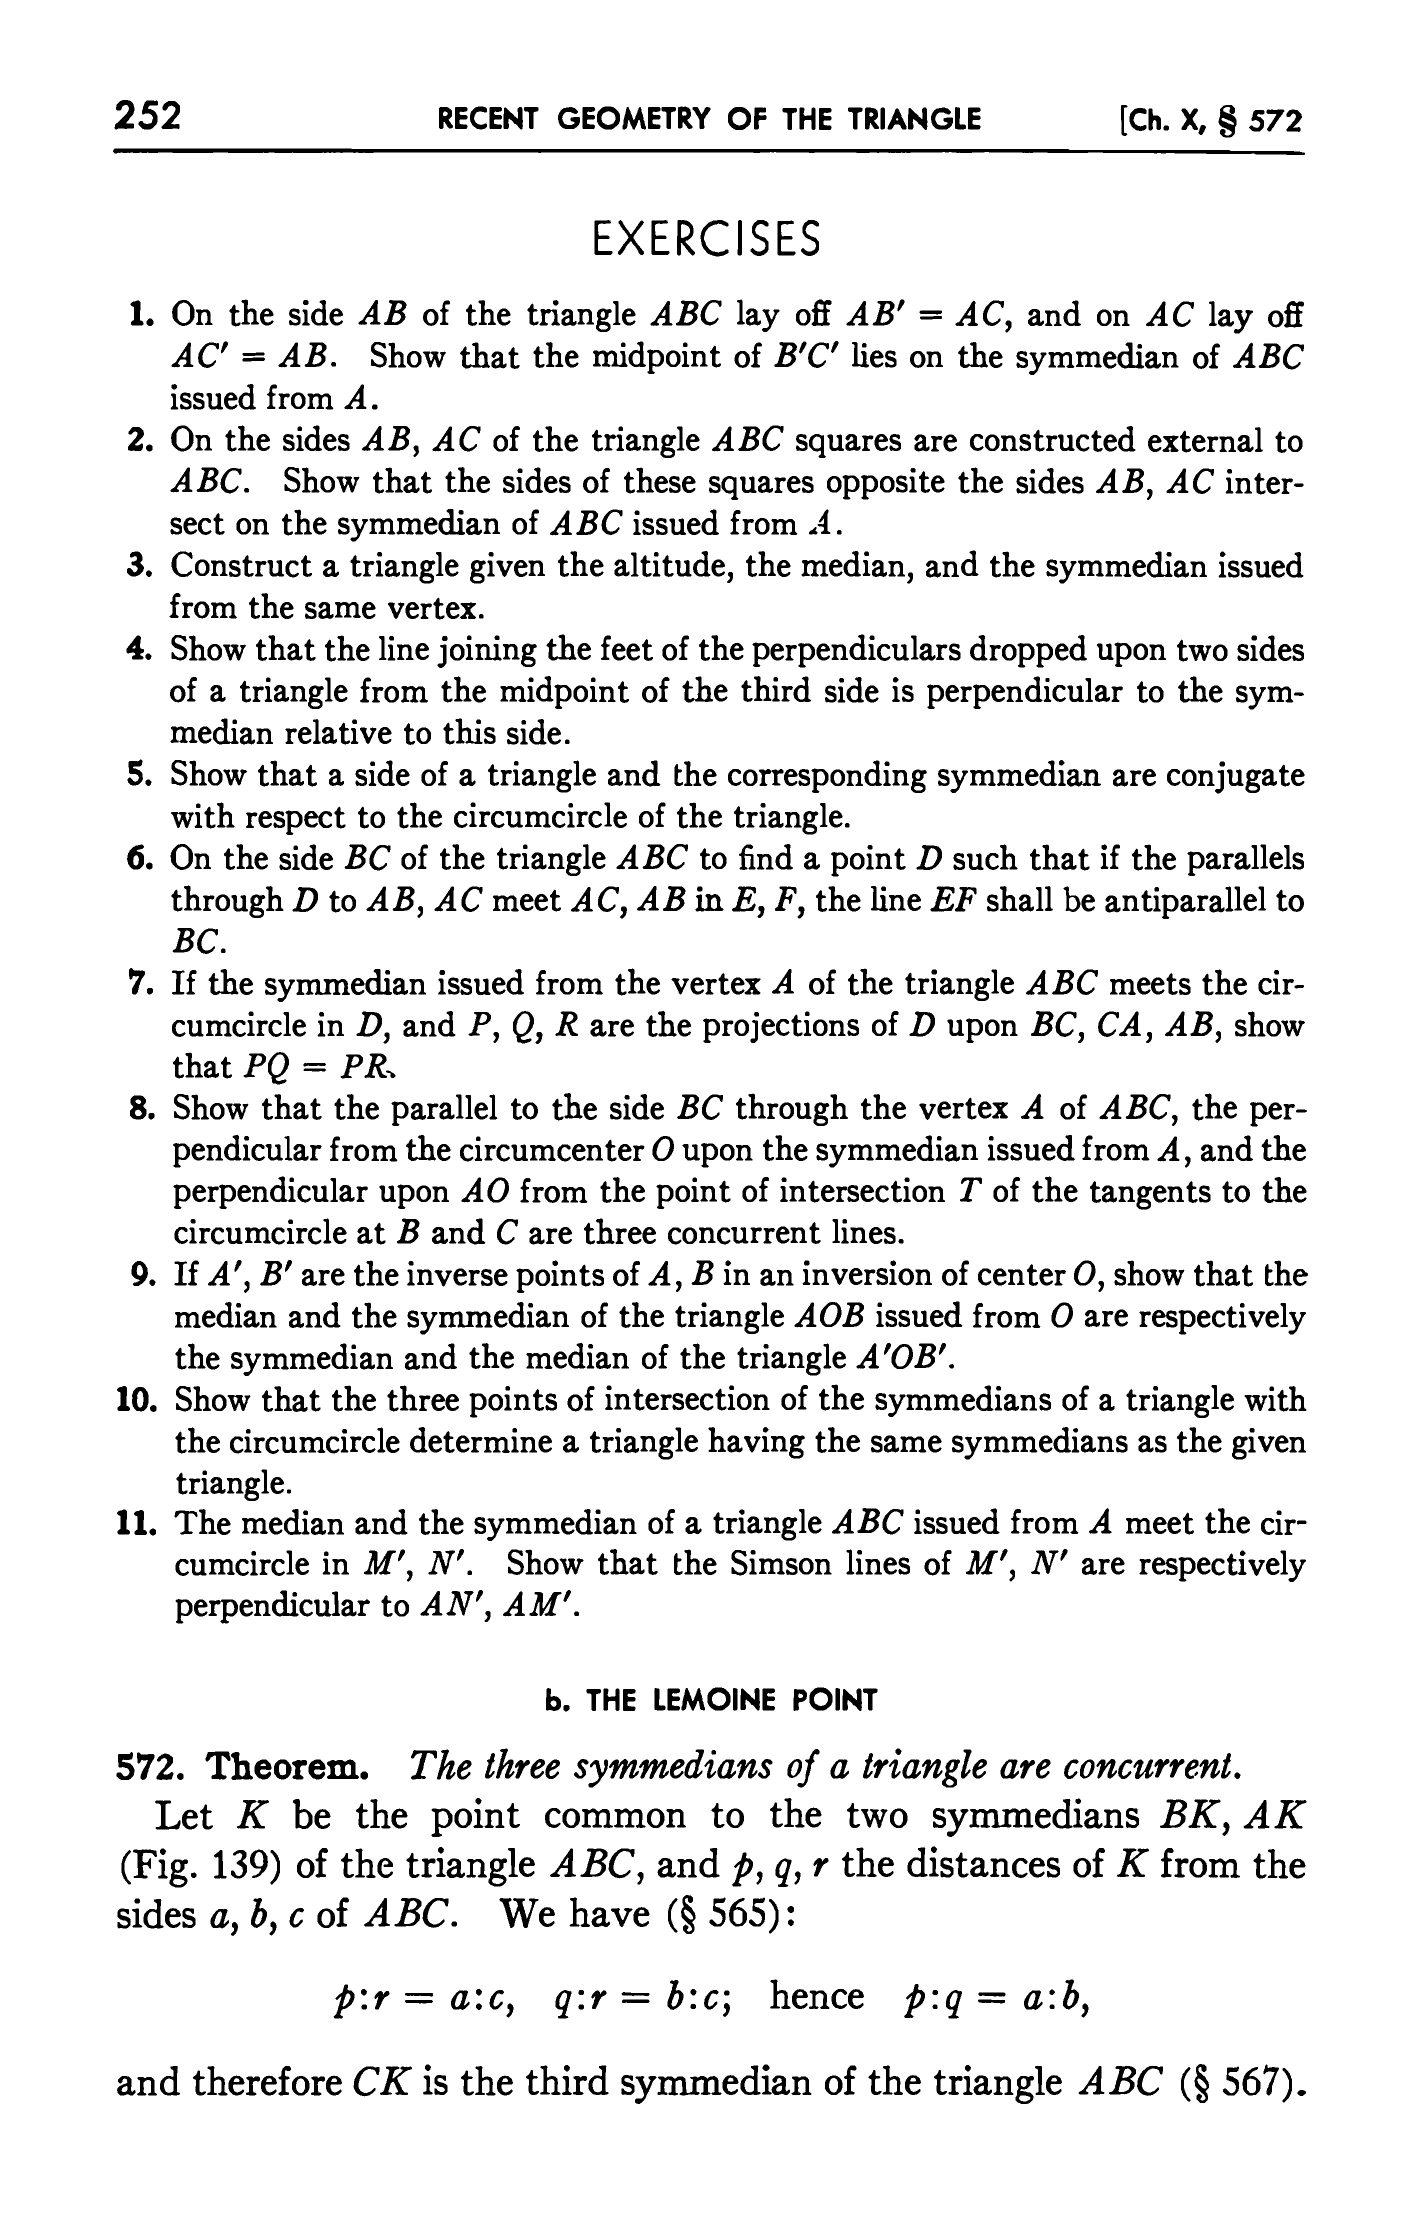 252 RECENT GEOMETRY OF THE TRIANGLE [Ch. X, § 572
EXERCISES
1. On the side AB of the triangle ABC lay off AB′ = AC, and on AC lay off
AC′ = AB. Show that the midpoint of B′C′ lies on the symmedian of ABC
issued from A.
2. On the sides AB, AC of the triangle ABC squares are constructed external to
ABC. Show that the sides of these squares opposite the sides AB, AC inter-
sect on the symmedian of ABC issued from A.
3. Construct a triangle given the altitude, the median, and the symmedian issued
from the same vertex.
4. Show that the line joining the feet of the perpendiculars dropped upon two sides
of a triangle from the midpoint of the third side is perpendicular to the sym-
median relative to this side.
5. Show that a side of a triangle and the corresponding symmedian are conjugate
with respect to the circumcircle of the triangle.
6. On the side BC of the triangle ABC to find a point D such that if the parallels
through D to AB, AC meet AC, AB in E, F, the line EF shall be antiparallel to
BC.
7. If the symmedian issued from the vertex A of the triangle ABC meets the cir-
cumcircle in D, and P, Q, R are the projections of D upon BC, CA, AB, show
that PQ = PR.
8. Show that the parallel to the side BC through the vertex A of ABC, the per-
pendicular from the circumcenter O upon the symmedian issued from A, and the
perpendicular upon AO from the point of intersection T of the tangents to the
circumcircle at B and C are three concurrent lines.
9. If A′, B′ are the inverse points of A, B in an inversion of center O, show that the
median and the symmedian of the triangle AOB issued from O are respectively
the symmedian and the median of the triangle A′OB′.
10. Show that the three points of intersection of the symmedians of a triangle with
the circumcircle determine a triangle having the same symmedians as the given
triangle.
11. The median and the symmedian of a triangle ABC issued from A meet the cir-
cumcircle in M′, N′. Show that the Simson lines of M′, N′ are respectively
perpendicular to AN′, AM′.
b. THE LEMOINE POINT
572. Theorem. The three symmedians of a triangle are concurrent.
Let K be the point common to the two symmedians BK, AK
(Fig. 139) of the triangle ABC, and p, q, r the distances of K from the
sides a, b, c of ABC. We have (§ 565):
p:r = a:c, q:r = b:c; hence p:q = a:b,
and therefore CK is the third symmedian of the triangle ABC (§ 567).